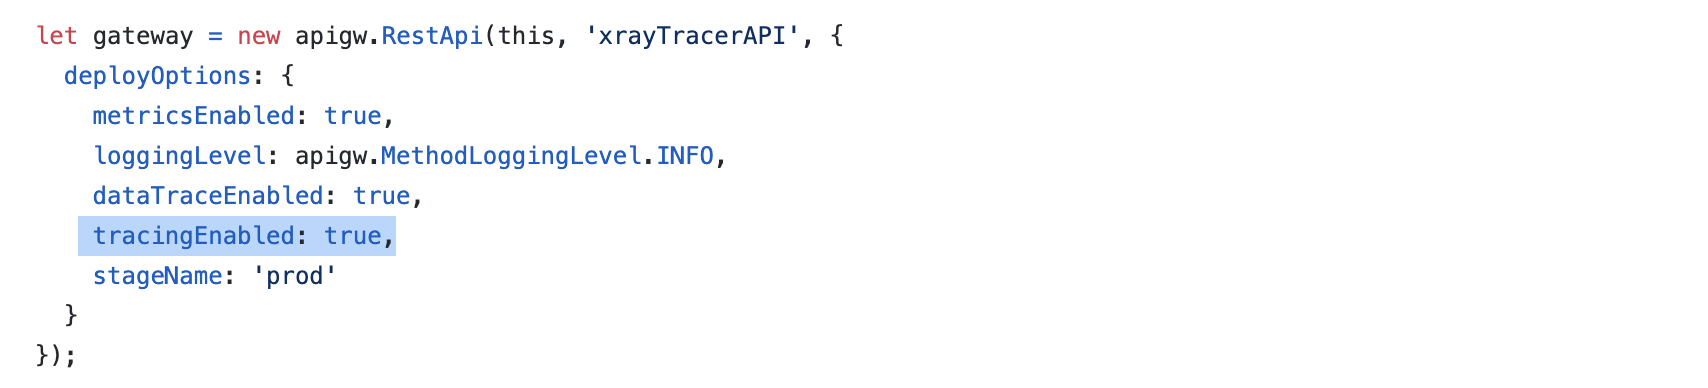 let gateway = new apigw.RestApi(this, 'xrayTracerAPI', {
  deployOptions: {
    metricsEnabled: true,
    loggingLevel: apigw.MethodLoggingLevel.INFO,
    dataTraceEnabled: true,
    tracingEnabled: true,
    stageName: 'prod'
  }
});